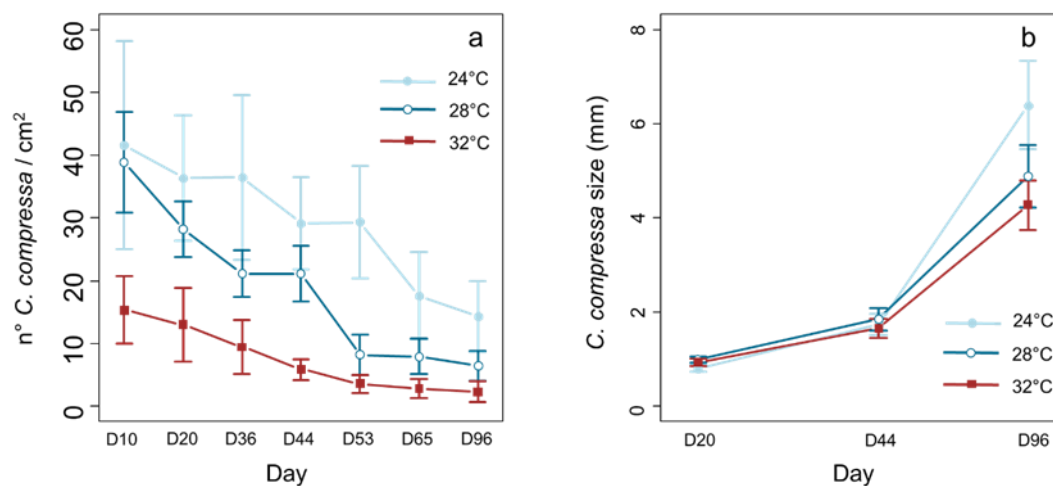 a
60
50
40
30
20
10
0
n° C. compressa / cm²
24°C
28°C
32°C
D10 D20 D36 D44 D53 D65 D96
Day
b
8
6
4
2
0
C. compressa size (mm)
24°C
28°C
32°C
D20 D44 D96
Day